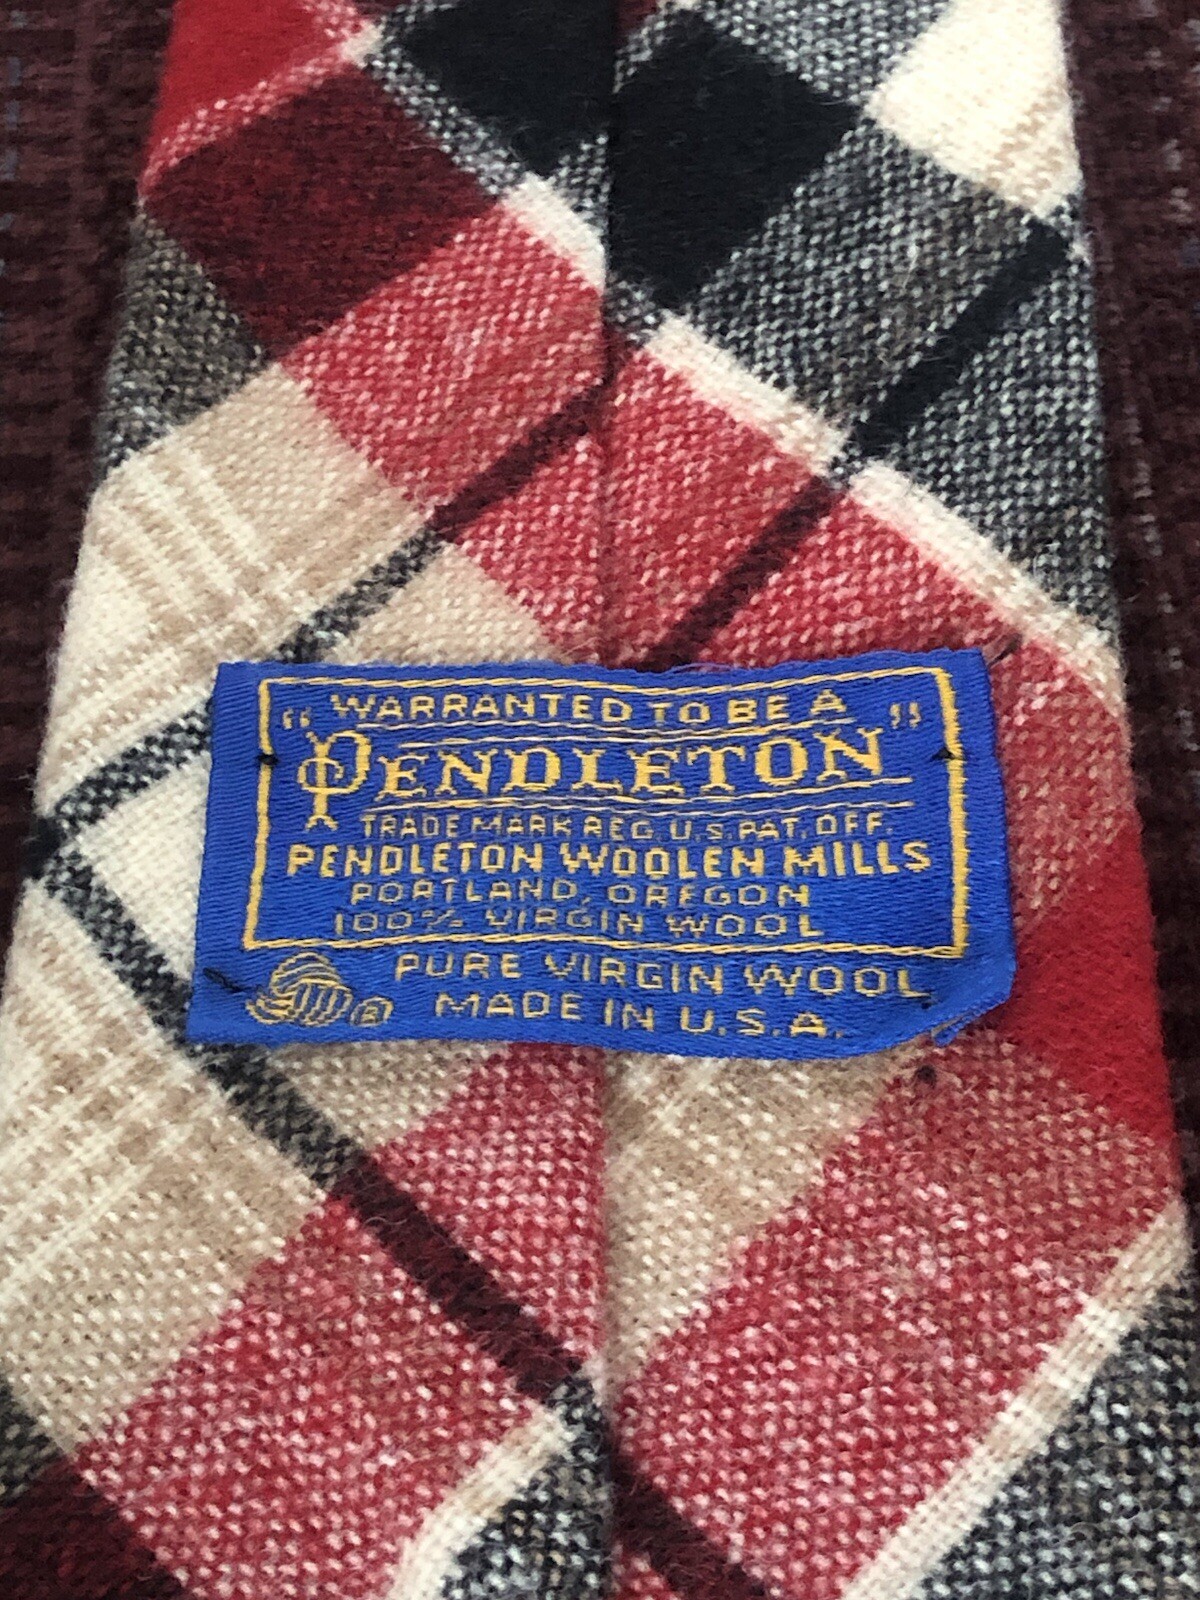 "WARRANTED TO BE A
PENDLETON"
TRADE MARK REG. U.S. PAT. OFF.
PENDLETON WOOLEN MILLS
PORTLAND, OREGON
100% VIRGIN WOOL
PURE VIRGIN WOOL
® MADE IN U.S.A.